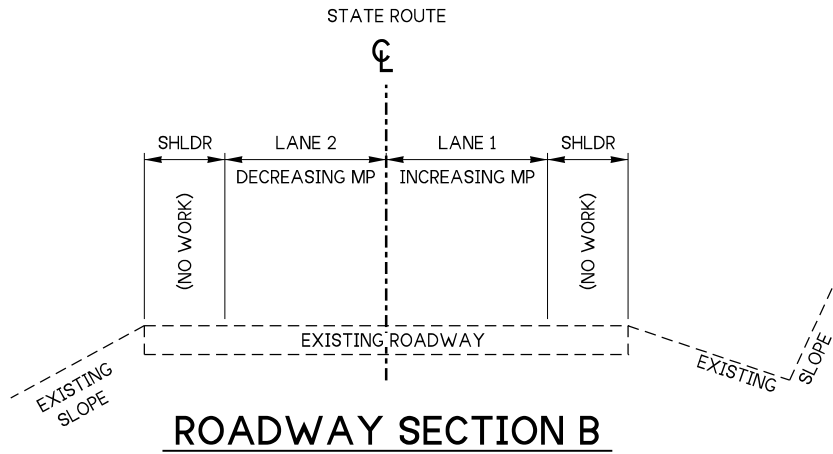 STATE ROUTE
℄
SHLDR
LANE 2
LANE 1
SHLDR
DECREASING MP
INCREASING MP
(NO WORK)
(NO WORK)
EXISTING ROADWAY
EXISTING
SLOPE
EXISTING
SLOPE
ROADWAY SECTION B